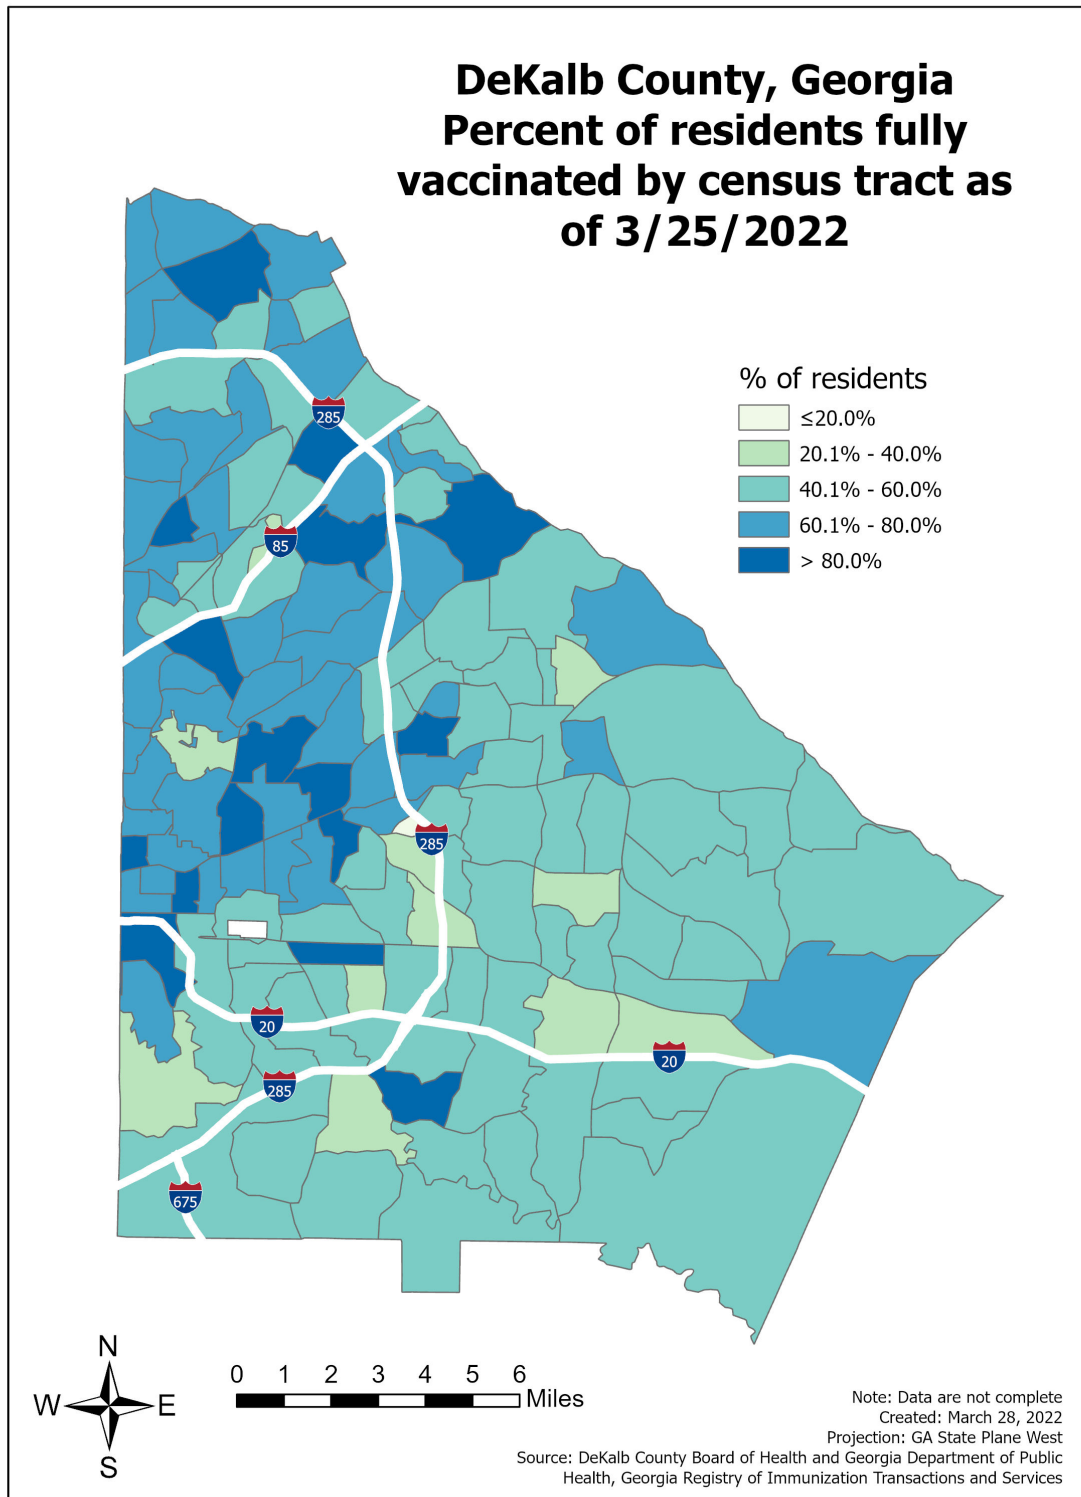 DeKalb County, Georgia
Percent of residents fully
vaccinated by census tract as
of 3/25/2022
% of residents
≤20.0%
20.1% - 40.0%
40.1% - 60.0%
60.1% - 80.0%
> 80.0%
285
85
285
20
20
285
675
N
W E
S
0 1 2 3 4 5 6
Miles
Note: Data are not complete
Created: March 28, 2022
Projection: GA State Plane West
Source: DeKalb County Board of Health and Georgia Department of Public
Health, Georgia Registry of Immunization Transactions and Services